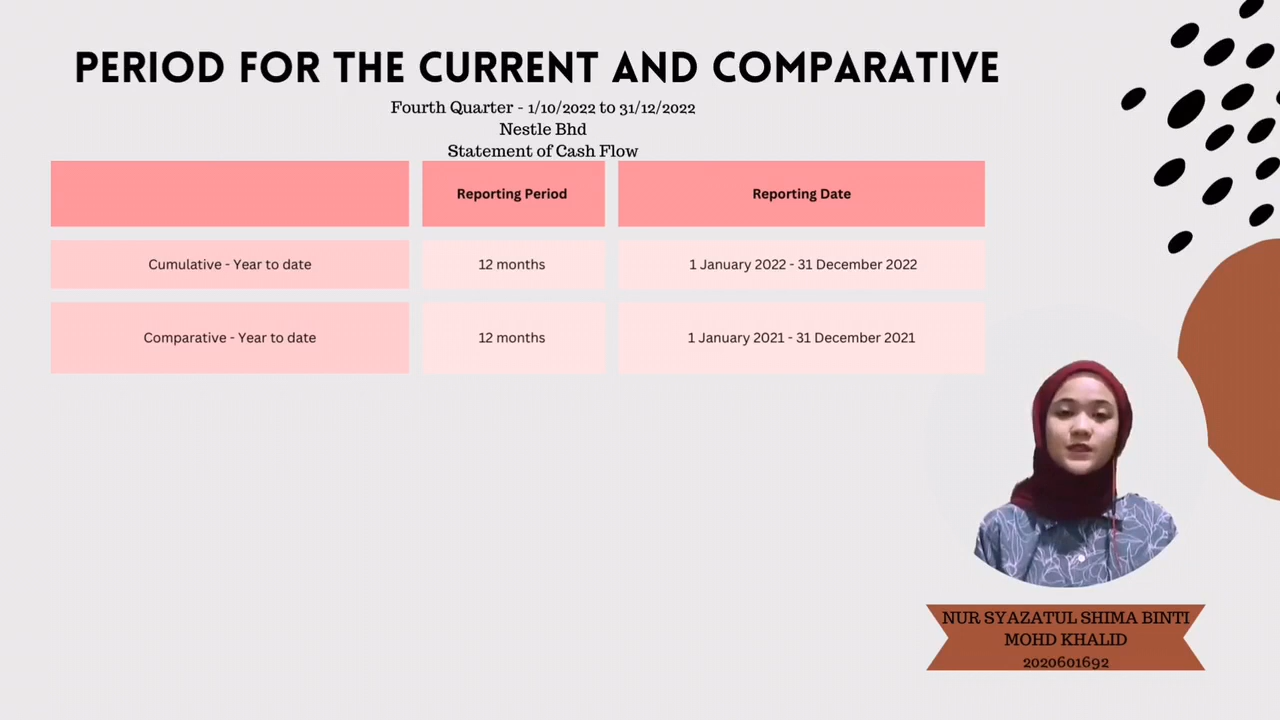 PERIOD FOR THE CURRENT AND COMPARATIVE
Fourth Quarter - 1/10/2022 to 31/12/2022
Nestle Bhd
Statement of Cash Flow
Reporting Period
Reporting Date
Cumulative - Year to date
12 months
1 January 2022 - 31 December 2022
Comparative - Year to date
12 months
1 January 2021 - 31 December 2021
NUR SYAZATUL SHIMA BINTI
MOHD KHALID
2020601692